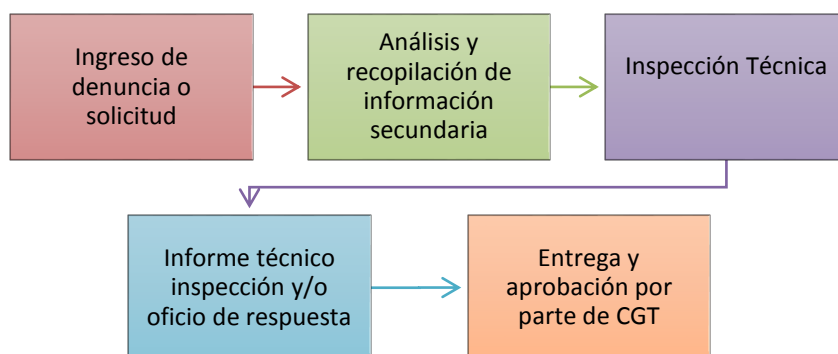 Ingreso de
denuncia o
solicitud
Análisis y
recopilación de
información
secundaria
Inspección Técnica
Informe técnico
inspección y/o
oficio de respuesta
Entrega y
aprobación por
parte de CGT